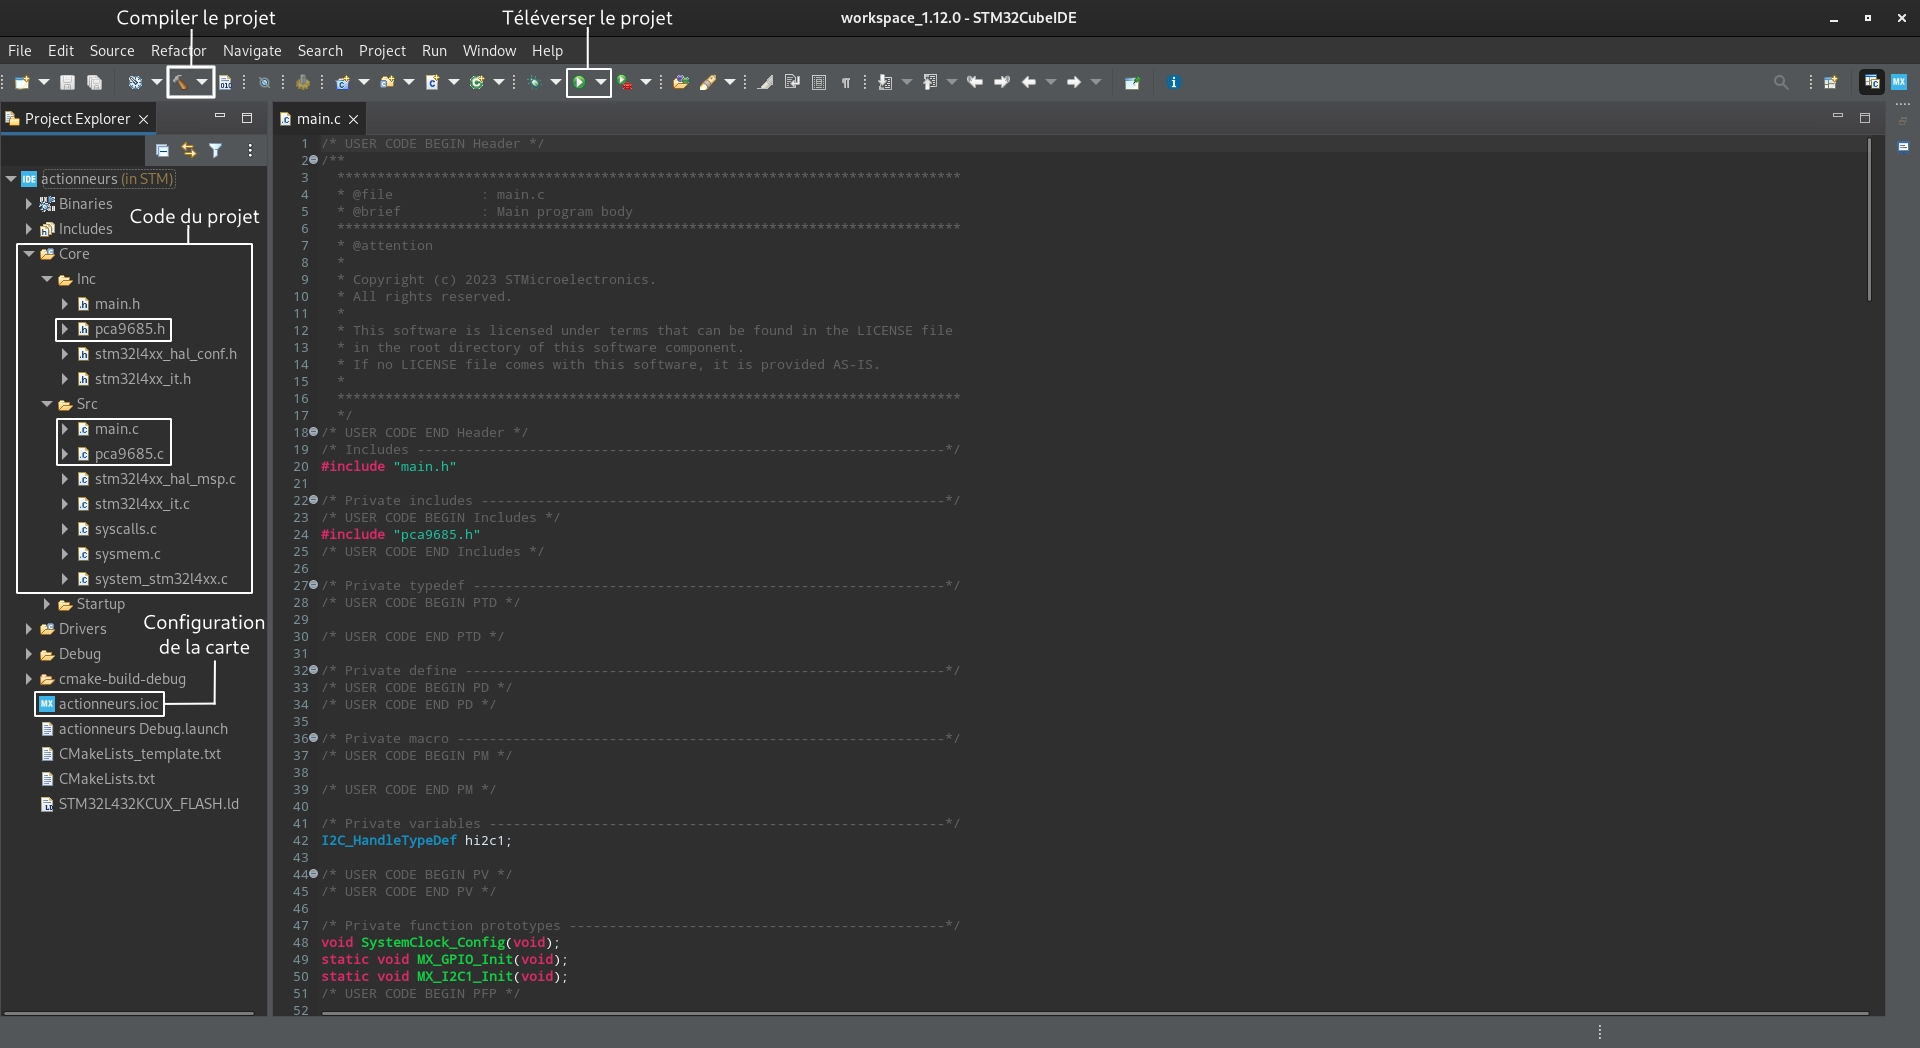 Compiler le projet
Téléverser le projet
workspace_1.12.0 - STM32CubeIDE
File Edit Source Refactor Navigate Search Project Run Window Help
Project Explorer
main.c
actionneurs (in STM)
Binaries
Code du projet
Includes
Core
Inc
main.h
pca9685.h
stm32l4xx_hal_conf.h
stm32l4xx_it.h
Src
main.c
pca9685.c
stm32l4xx_hal_msp.c
stm32l4xx_it.c
syscalls.c
sysmem.c
system_stm32l4xx.c
Startup
Configuration
de la carte
Drivers
Debug
cmake-build-debug
actionneurs.ioc
actionneurs Debug.launch
CMakeLists_template.txt
CMakeLists.txt
STM32L432KCUX_FLASH.ld
1 /* USER CODE BEGIN Header */
2 /**
3 ******************************************************************************
4 * @file : main.c
5 * @brief : Main program body
6 ******************************************************************************
7 * @attention
8 *
9 * Copyright (c) 2023 STMicroelectronics.
10 * All rights reserved.
11 *
12 * This software is licensed under terms that can be found in the LICENSE file
13 * in the root directory of this software component.
14 * If no LICENSE file comes with this software, it is provided AS-IS.
15 *
16 ******************************************************************************
17 */
18 /* USER CODE END Header */
19 /* Includes ------------------------------------------------------------------*/
20 #include "main.h"
21
22 /* Private includes ----------------------------------------------------------*/
23 /* USER CODE BEGIN Includes */
24 #include "pca9685.h"
25 /* USER CODE END Includes */
26
27 /* Private typedef -----------------------------------------------------------*/
28 /* USER CODE BEGIN PTD */
29
30 /* USER CODE END PTD */
31
32 /* Private define ------------------------------------------------------------*/
33 /* USER CODE BEGIN PD */
34 /* USER CODE END PD */
35
36 /* Private macro -------------------------------------------------------------*/
37 /* USER CODE BEGIN PM */
38
39 /* USER CODE END PM */
40
41 /* Private variables ---------------------------------------------------------*/
42 I2C_HandleTypeDef hi2c1;
43
44 /* USER CODE BEGIN PV */
45 /* USER CODE END PV */
46
47 /* Private function prototypes -----------------------------------------------*/
48 void SystemClock_Config(void);
49 static void MX_GPIO_Init(void);
50 static void MX_I2C1_Init(void);
51 /* USER CODE BEGIN PFP */
52